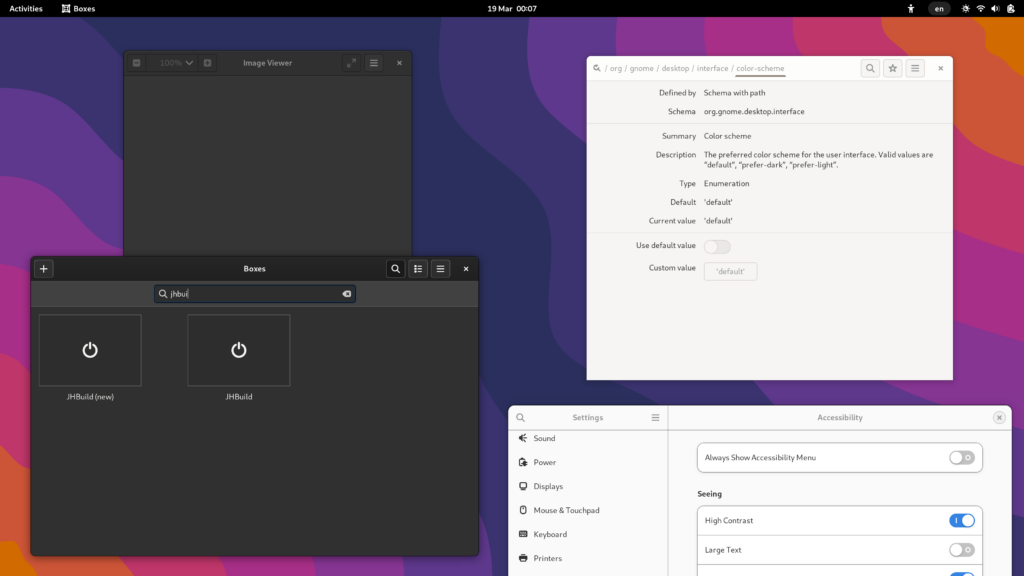 Activities
Boxes
19 Mar 00:07
en
100%
Image Viewer
/ org / gnome / desktop / interface / color-scheme
Defined by Schema with path
Schema org.gnome.desktop.interface
Summary Color scheme
Description The preferred color scheme for the user interface. Valid values are
“default”, “prefer-dark”, “prefer-light”.
Type Enumeration
Default 'default'
Current value 'default'
Use default value
Custom value 'default'
Boxes
jhbui
JHBuild (new)
JHBuild
Settings
Sound
Power
Displays
Mouse & Touchpad
Keyboard
Printers
Accessibility
Always Show Accessibility Menu
Seeing
High Contrast
Large Text